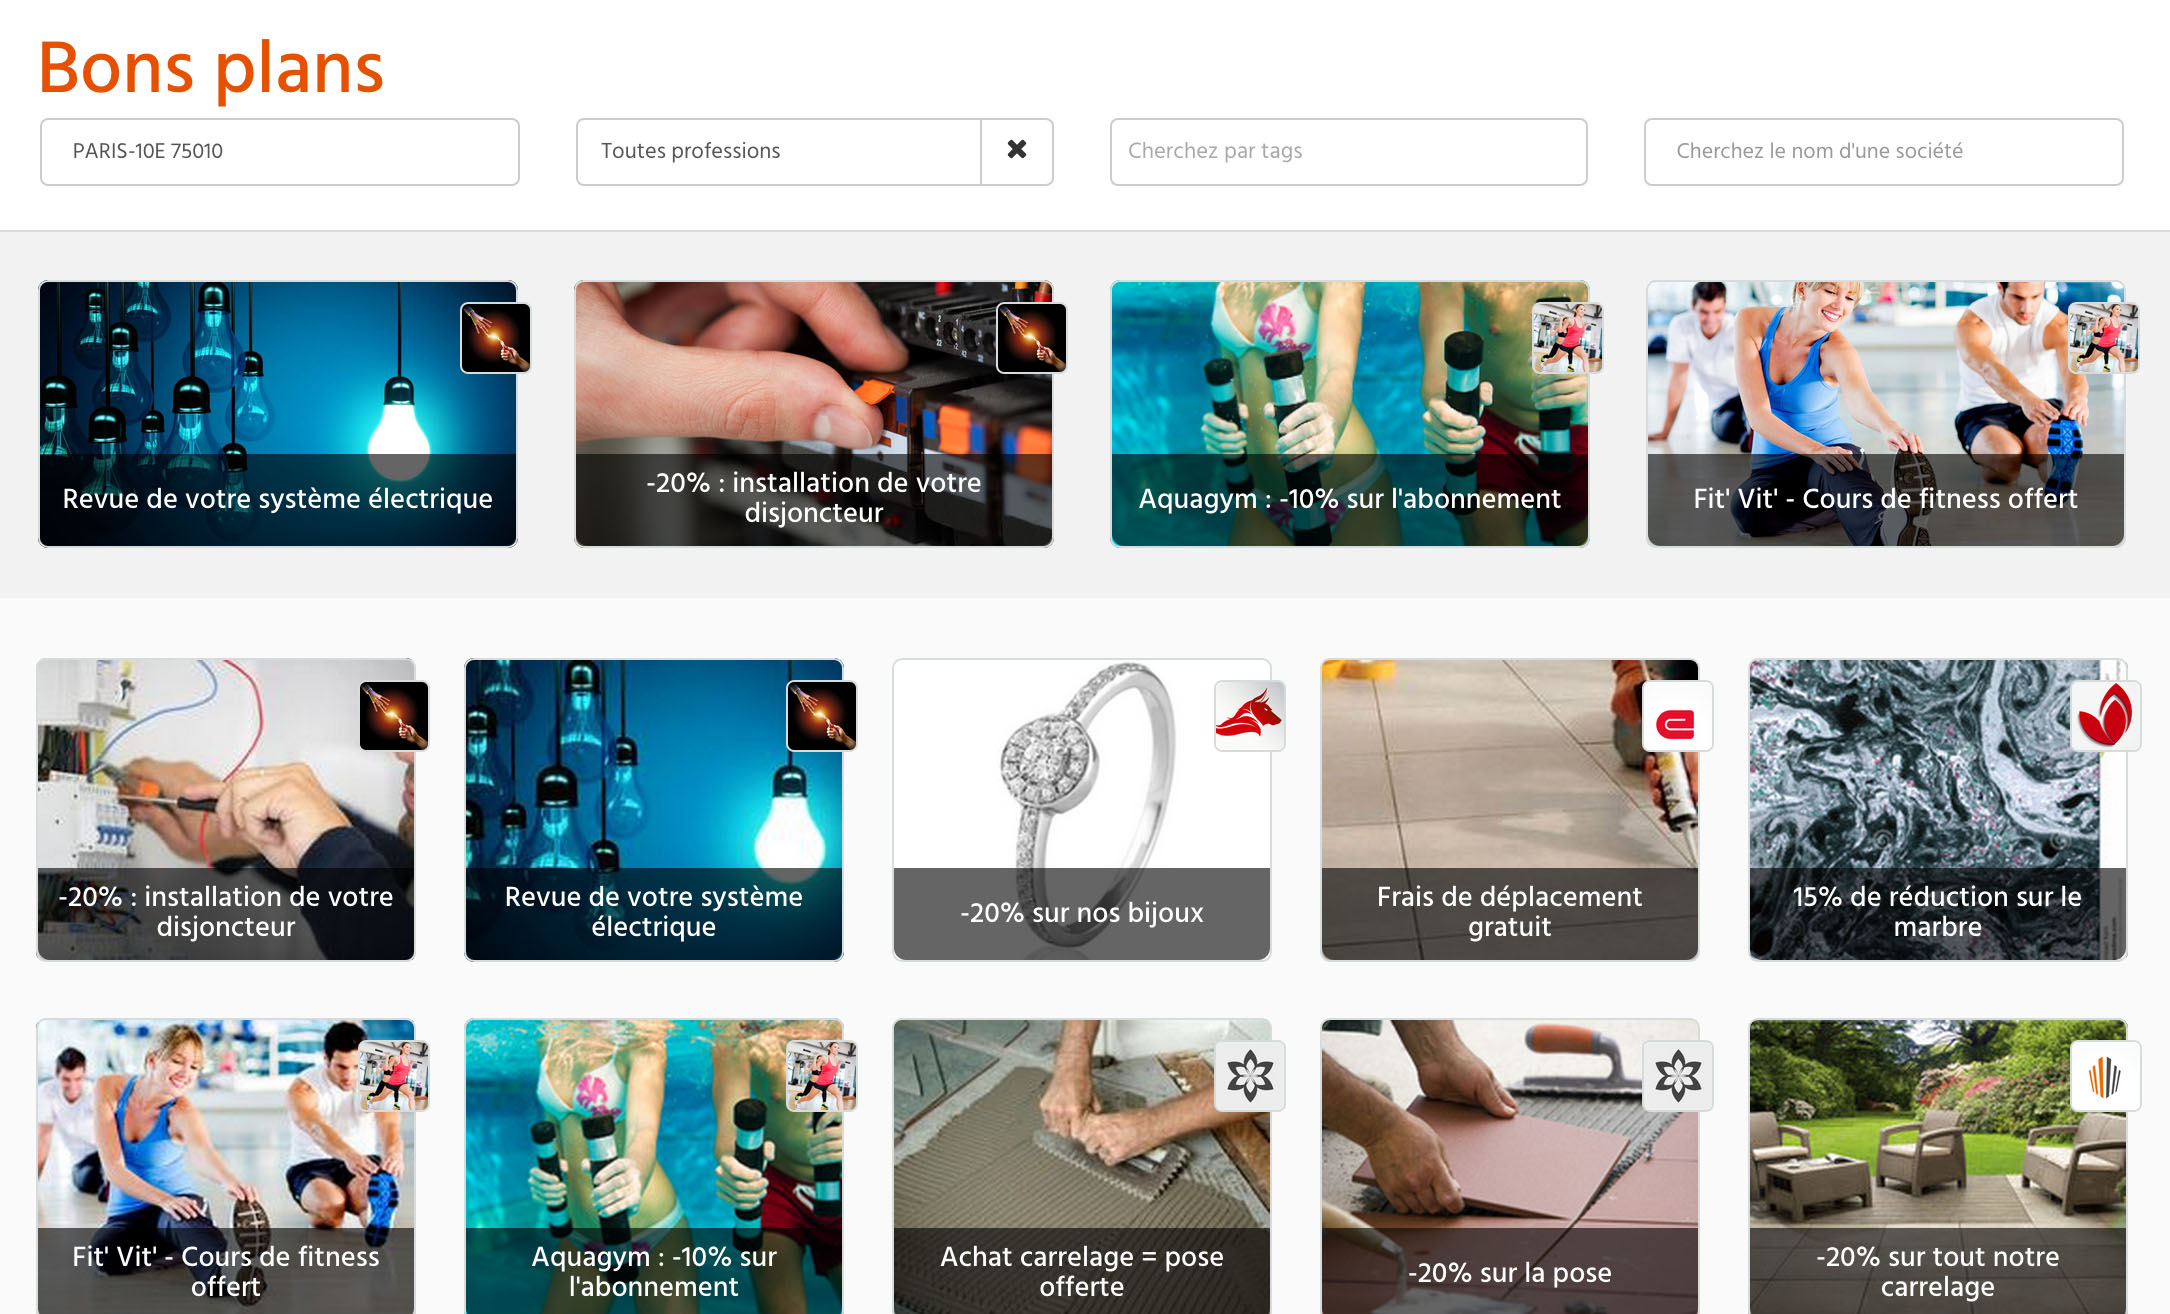 Bons plans
PARIS-10E 75010
Toutes professions
Cherchez par tags
Cherchez le nom d'une société
Revue de votre système électrique
-20% : installation de votre
disjoncteur
Aquagym : -10% sur l'abonnement
Fit' Vit' - Cours de fitness offert
-20% : installation de votre
disjoncteur
Revue de votre système
électrique
-20% sur nos bijoux
Frais de déplacement
gratuit
15% de réduction sur le
marbre
Fit' Vit' - Cours de fitness
offert
Aquagym : -10% sur
l'abonnement
Achat carrelage = pose
offerte
-20% sur la pose
-20% sur tout notre
carrelage